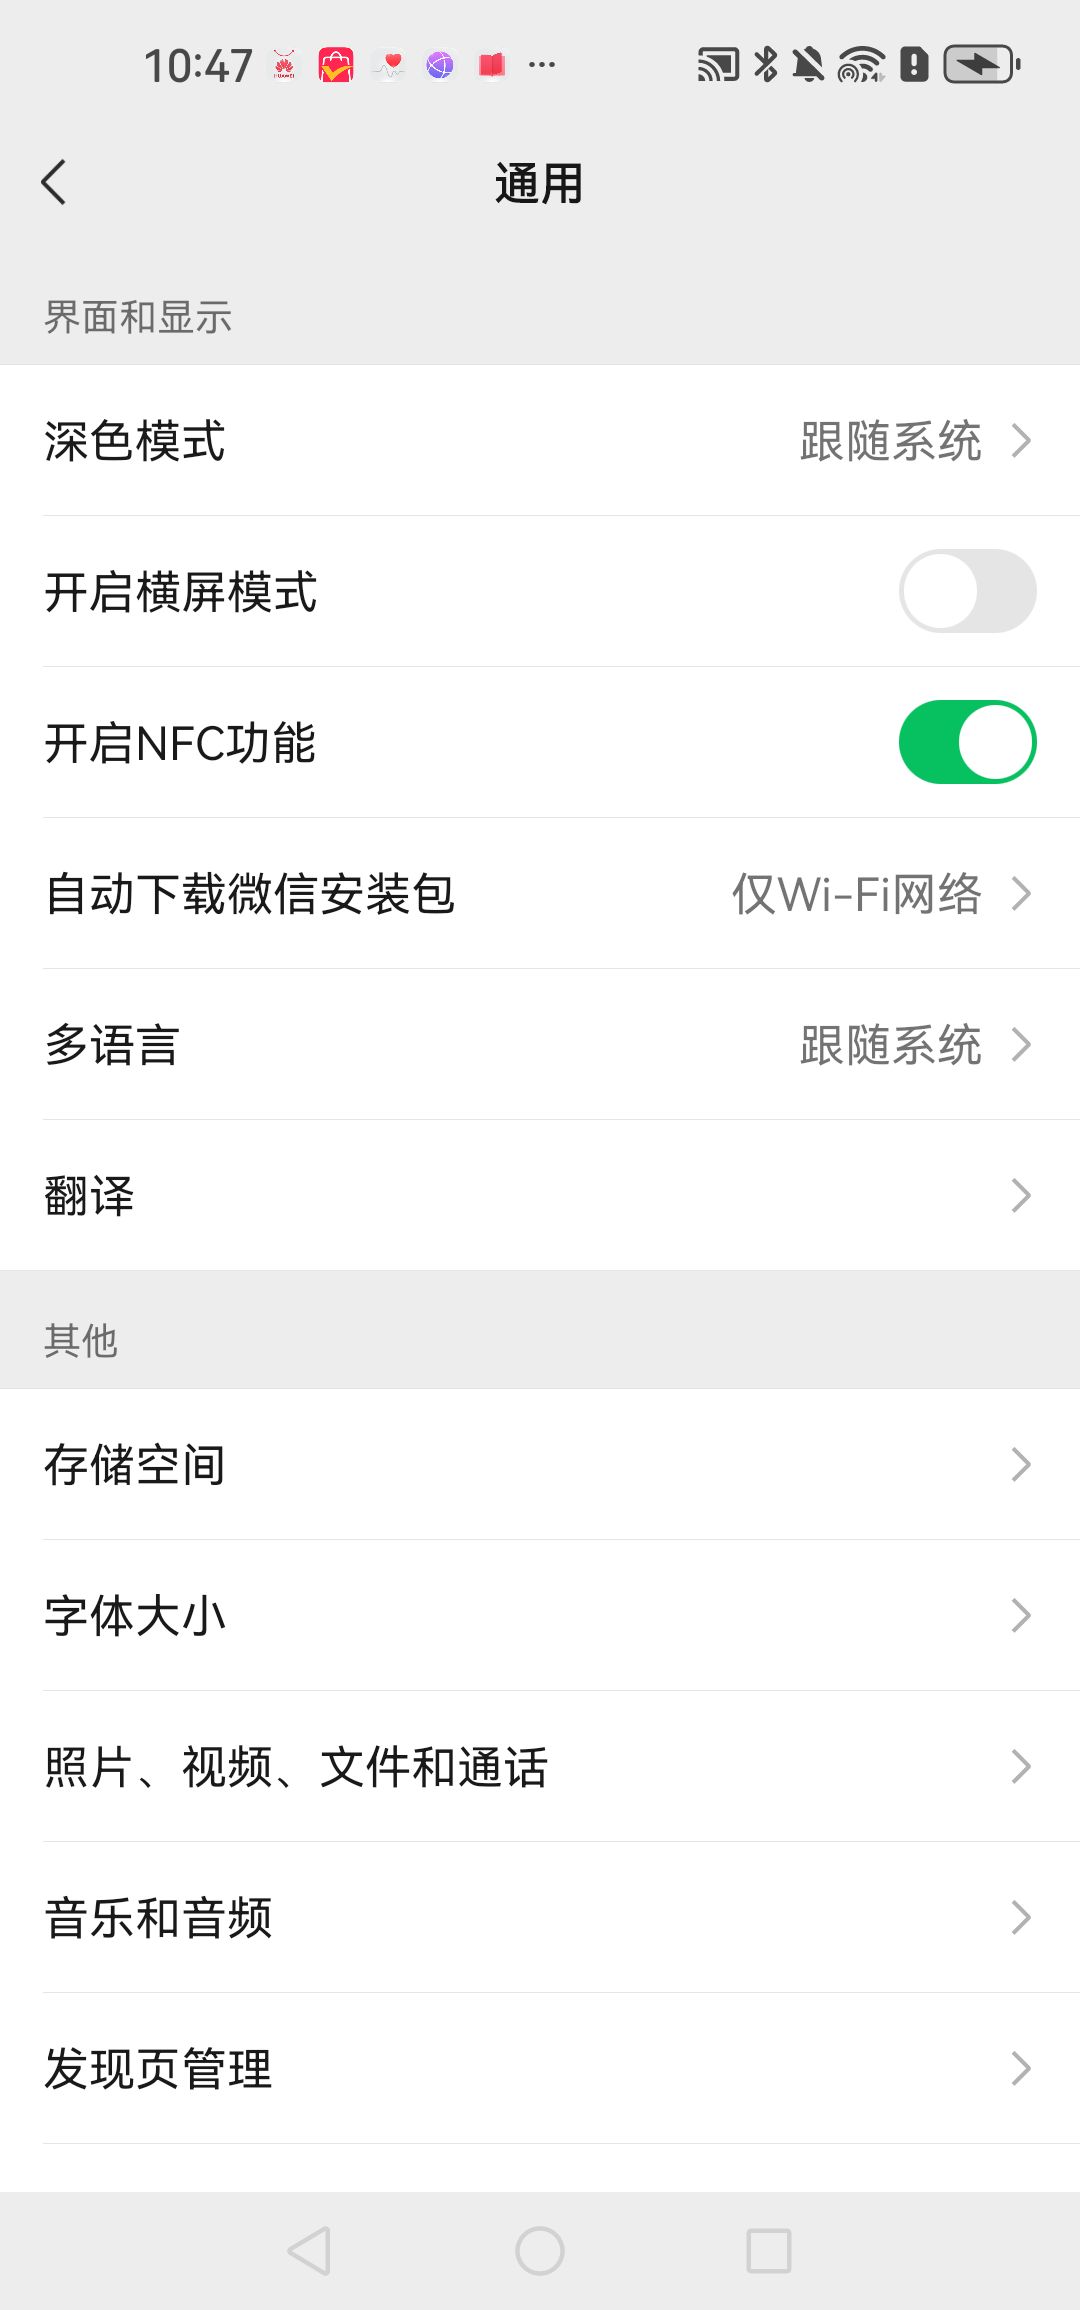 10:47
通用
界面和显示
深色模式 跟随系统
开启横屏模式
开启NFC功能
自动下载微信安装包 仅Wi-Fi网络
多语言 跟随系统
翻译
其他
存储空间
字体大小
照片、视频、文件和通话
音乐和音频
发现页管理